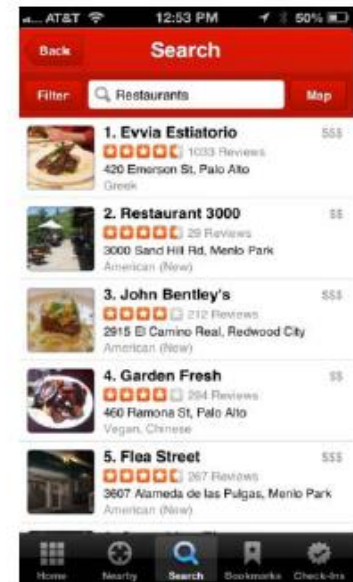 AT&T 12:53 PM 50%
Back Search
Filter Restaurants Map
1. Evvia Estiatorio $$$
1033 Reviews
420 Emerson St, Palo Alto
Greek
2. Restaurant 3000 $$
29 Reviews
3000 Sand Hill Rd, Menlo Park
American (New)
3. John Bentley's $$$
212 Reviews
2915 El Camino Real, Redwood City
American (New)
4. Garden Fresh $$
294 Reviews
460 Ramona St, Palo Alto
Vegan, Chinese
5. Flea Street $$$
267 Reviews
3607 Alameda de las Pulgas, Menlo Park
American (New)
Home Nearby Search Bookmarks Check-Ins